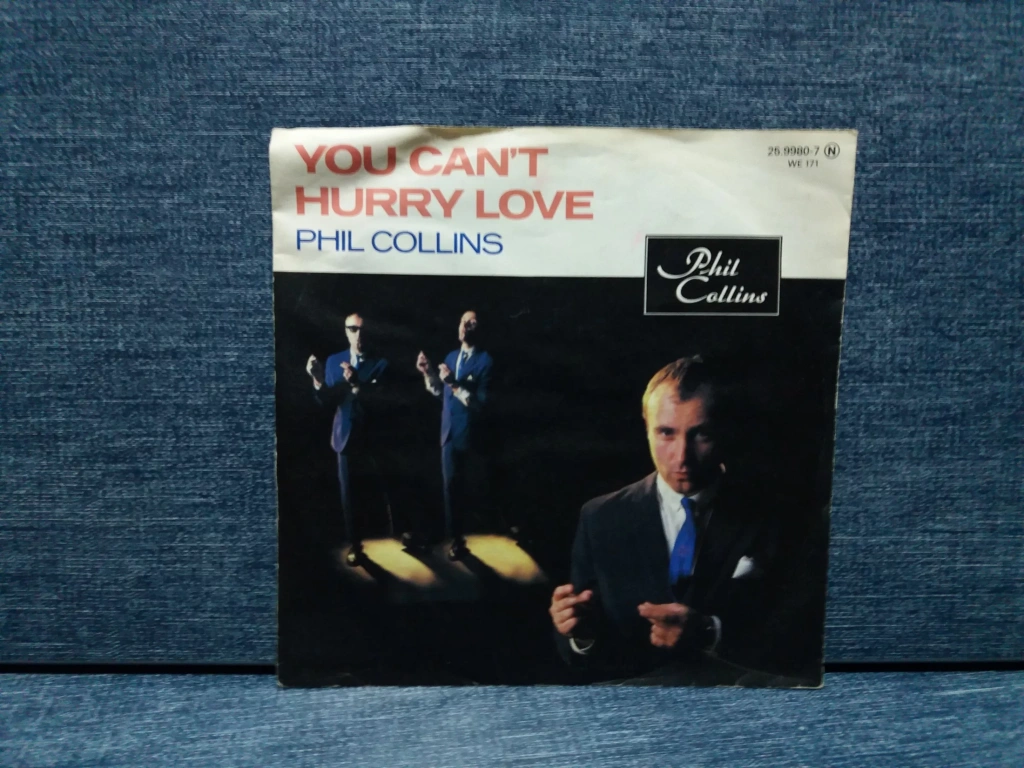 YOU CAN'T
HURRY LOVE
PHIL COLLINS
25.9980-7 N
WE 171
Phil
Collins